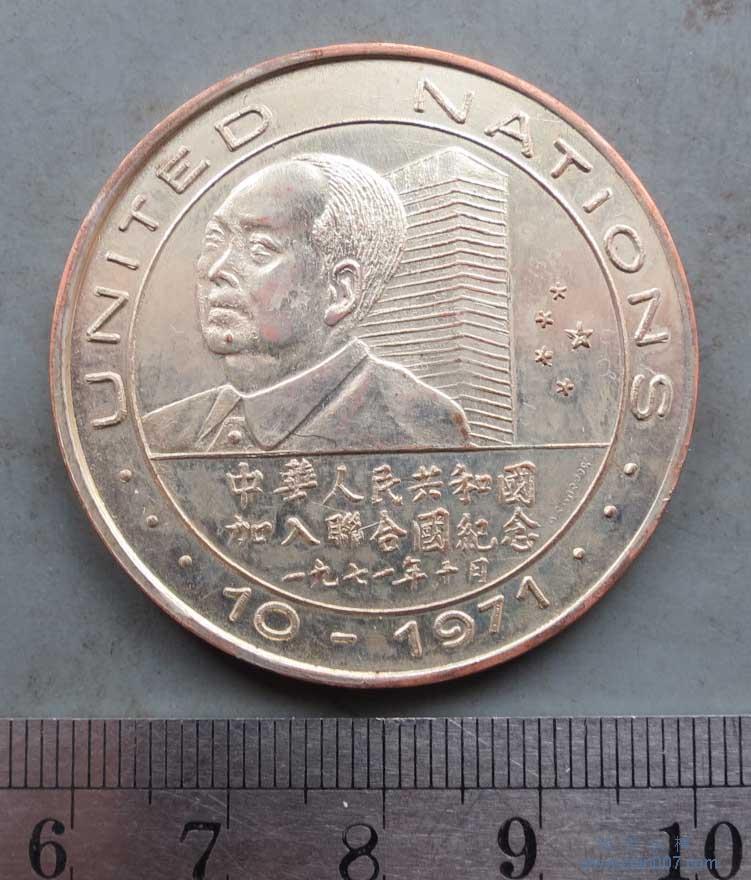 UNITED NATIONS
中華人民共和國
加入聯合國紀念
一九七一年十月
10-1971
6 7 8 9 10